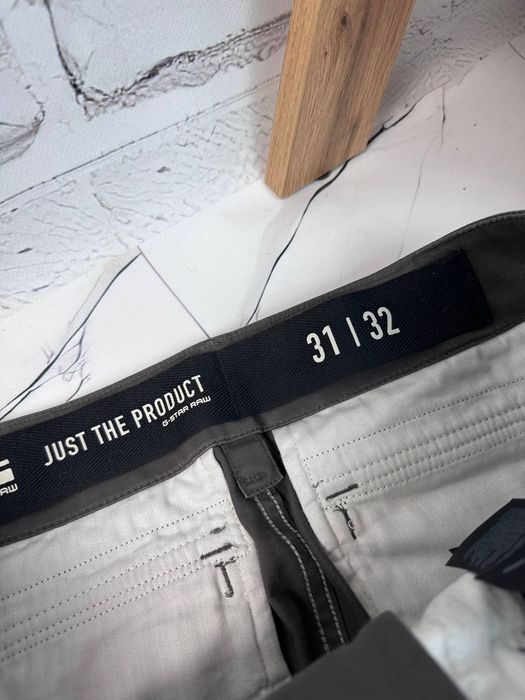 JUST THE PRODUCT
G-STAR RAW
31 | 32